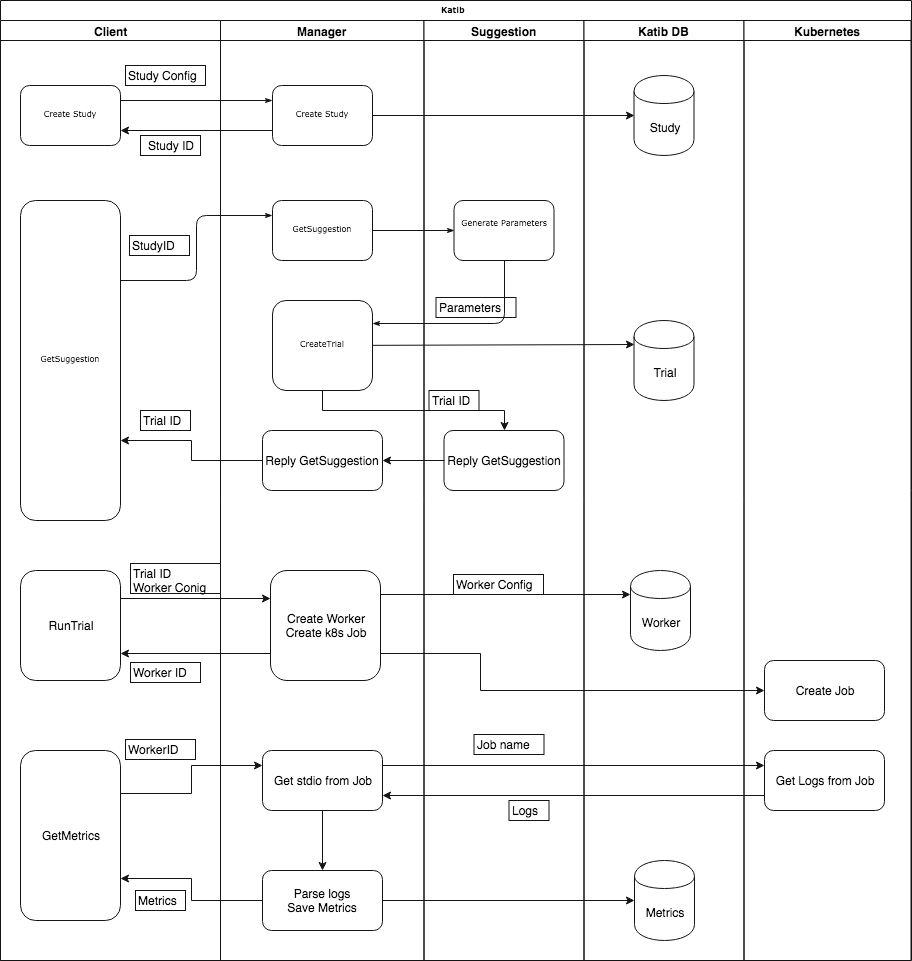 Katib
Client
Manager
Suggestion
Katib DB
Kubernetes
Study Config
Create Study
Create Study
Study
Study ID
GetSuggestion
StudyID
GetSuggestion
Generate Parameters
Parameters
CreateTrial
Trial
Trial ID
Trial ID
Reply GetSuggestion
Reply GetSuggestion
Trial ID
Worker Conig
RunTrial
Create Worker
Create k8s Job
Worker Config
Worker
Worker ID
Create Job
WorkerID
GetMetrics
Get stdio from Job
Job name
Get Logs from Job
Logs
Parse logs
Save Metrics
Metrics
Metrics